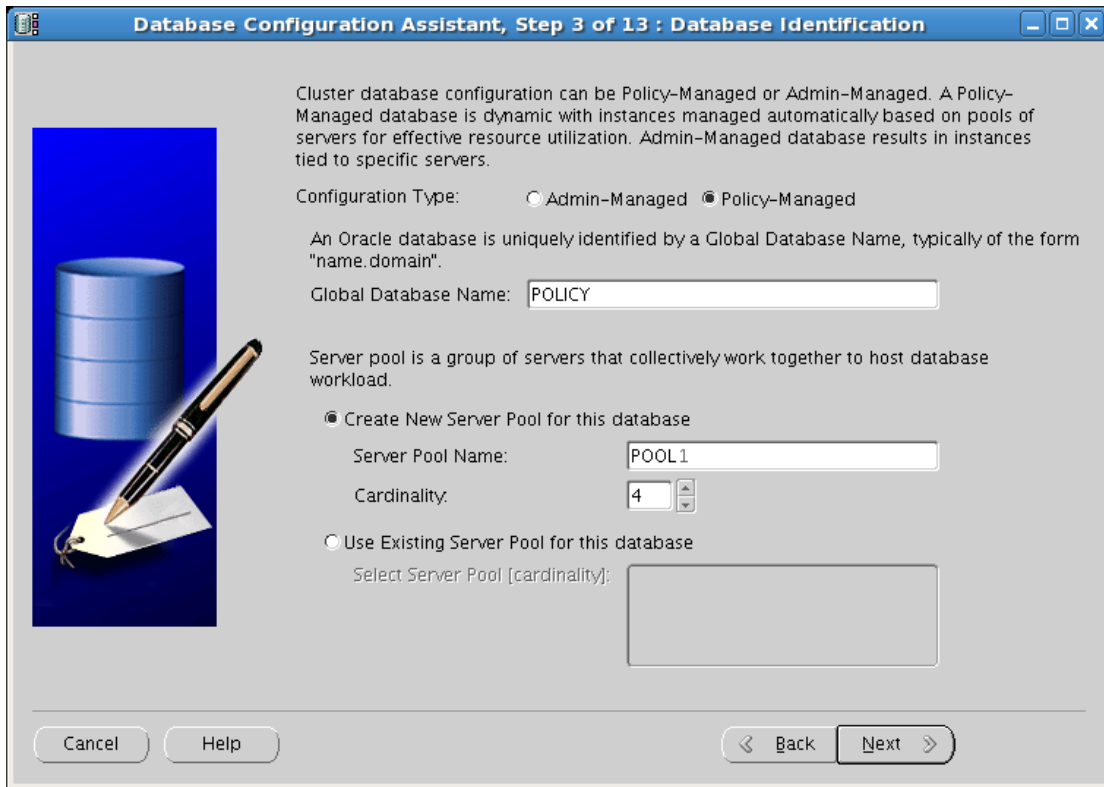 Database Configuration Assistant, Step 3 of 13 : Database Identification
Cluster database configuration can be Policy-Managed or Admin-Managed. A Policy-
Managed database is dynamic with instances managed automatically based on pools of
servers for effective resource utilization. Admin-Managed database results in instances
tied to specific servers.
Configuration Type: Admin-Managed Policy-Managed
An Oracle database is uniquely identified by a Global Database Name, typically of the form
"name.domain".
Global Database Name: POLICY
Server pool is a group of servers that collectively work together to host database
workload.
Create New Server Pool for this database
Server Pool Name: POOL1
Cardinality: 4
Use Existing Server Pool for this database
Select Server Pool [cardinality]:
Cancel Help Back Next